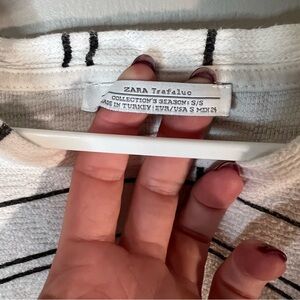 ZARA Trafaluc
COLLECTION'S SEASON: S/S
MADE IN TURKEY|EUR/USA S MEX 26